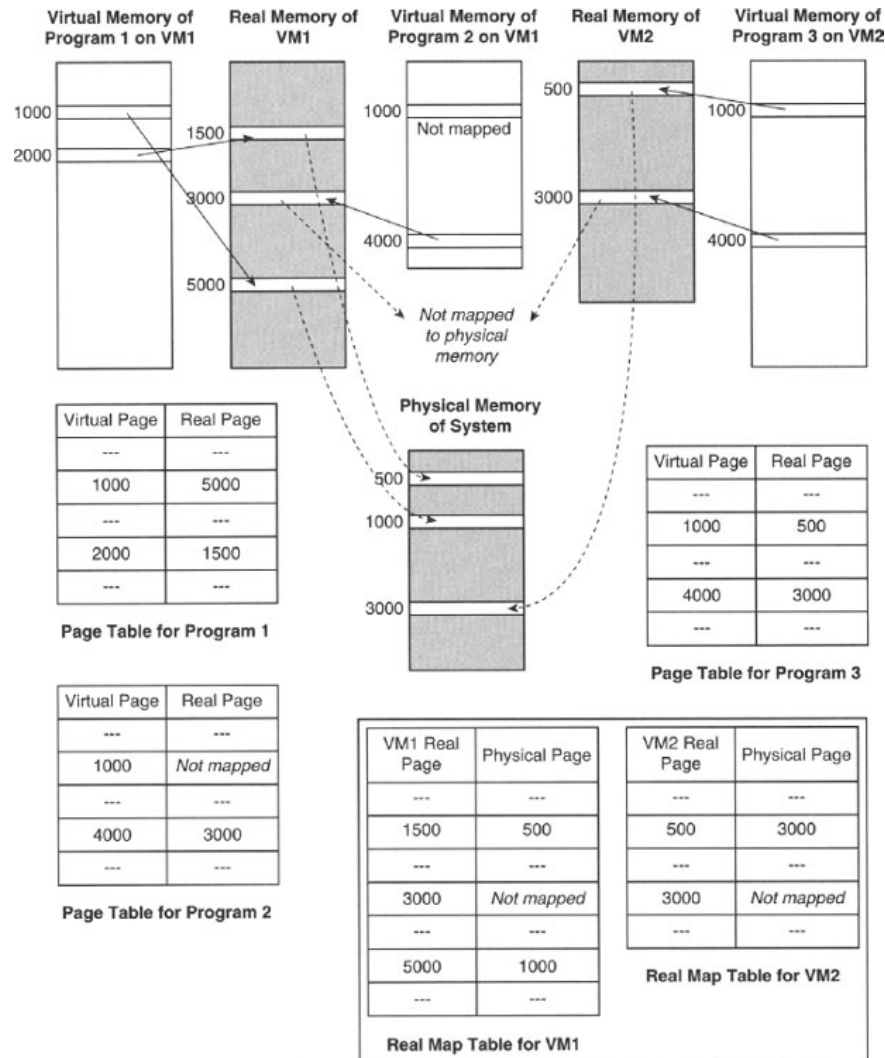 Virtual Memory of Program 1 on VM1
Real Memory of VM1
Virtual Memory of Program 2 on VM1
Real Memory of VM2
Virtual Memory of Program 3 on VM2
1000
2000
1500
3000
5000
1000
Not mapped
4000
500
3000
1000
4000
Not mapped
to physical
memory
Physical Memory
of System
500
1000
3000
Virtual Page Real Page
--- ---
1000 5000
--- ---
2000 1500
--- ---
Page Table for Program 1
Virtual Page Real Page
--- ---
1000 500
--- ---
4000 3000
--- ---
Page Table for Program 3
Virtual Page Real Page
--- ---
1000 Not mapped
--- ---
4000 3000
--- ---
Page Table for Program 2
VM1 Real Page Physical Page
--- ---
1500 500
--- ---
3000 Not mapped
--- ---
5000 1000
--- ---
Real Map Table for VM1
VM2 Real Page Physical Page
--- ---
500 3000
--- ---
3000 Not mapped
--- ---
Real Map Table for VM2